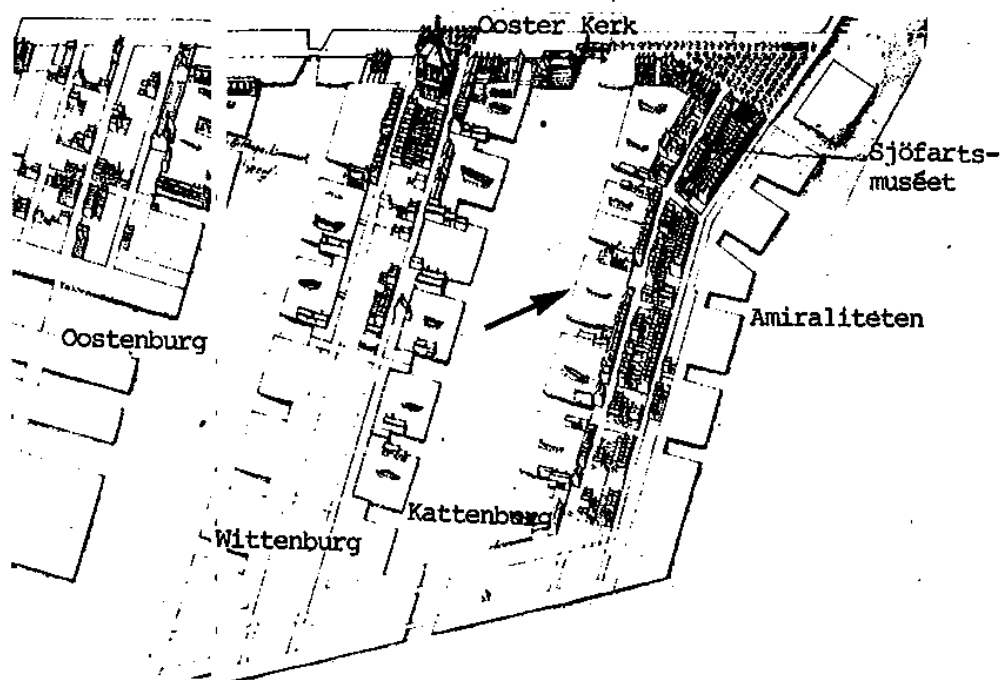 Ooster Kerk
Sjöfarts-
muséet
Amiraliteten
Oostenburg
Kattenburg
Wittenburg